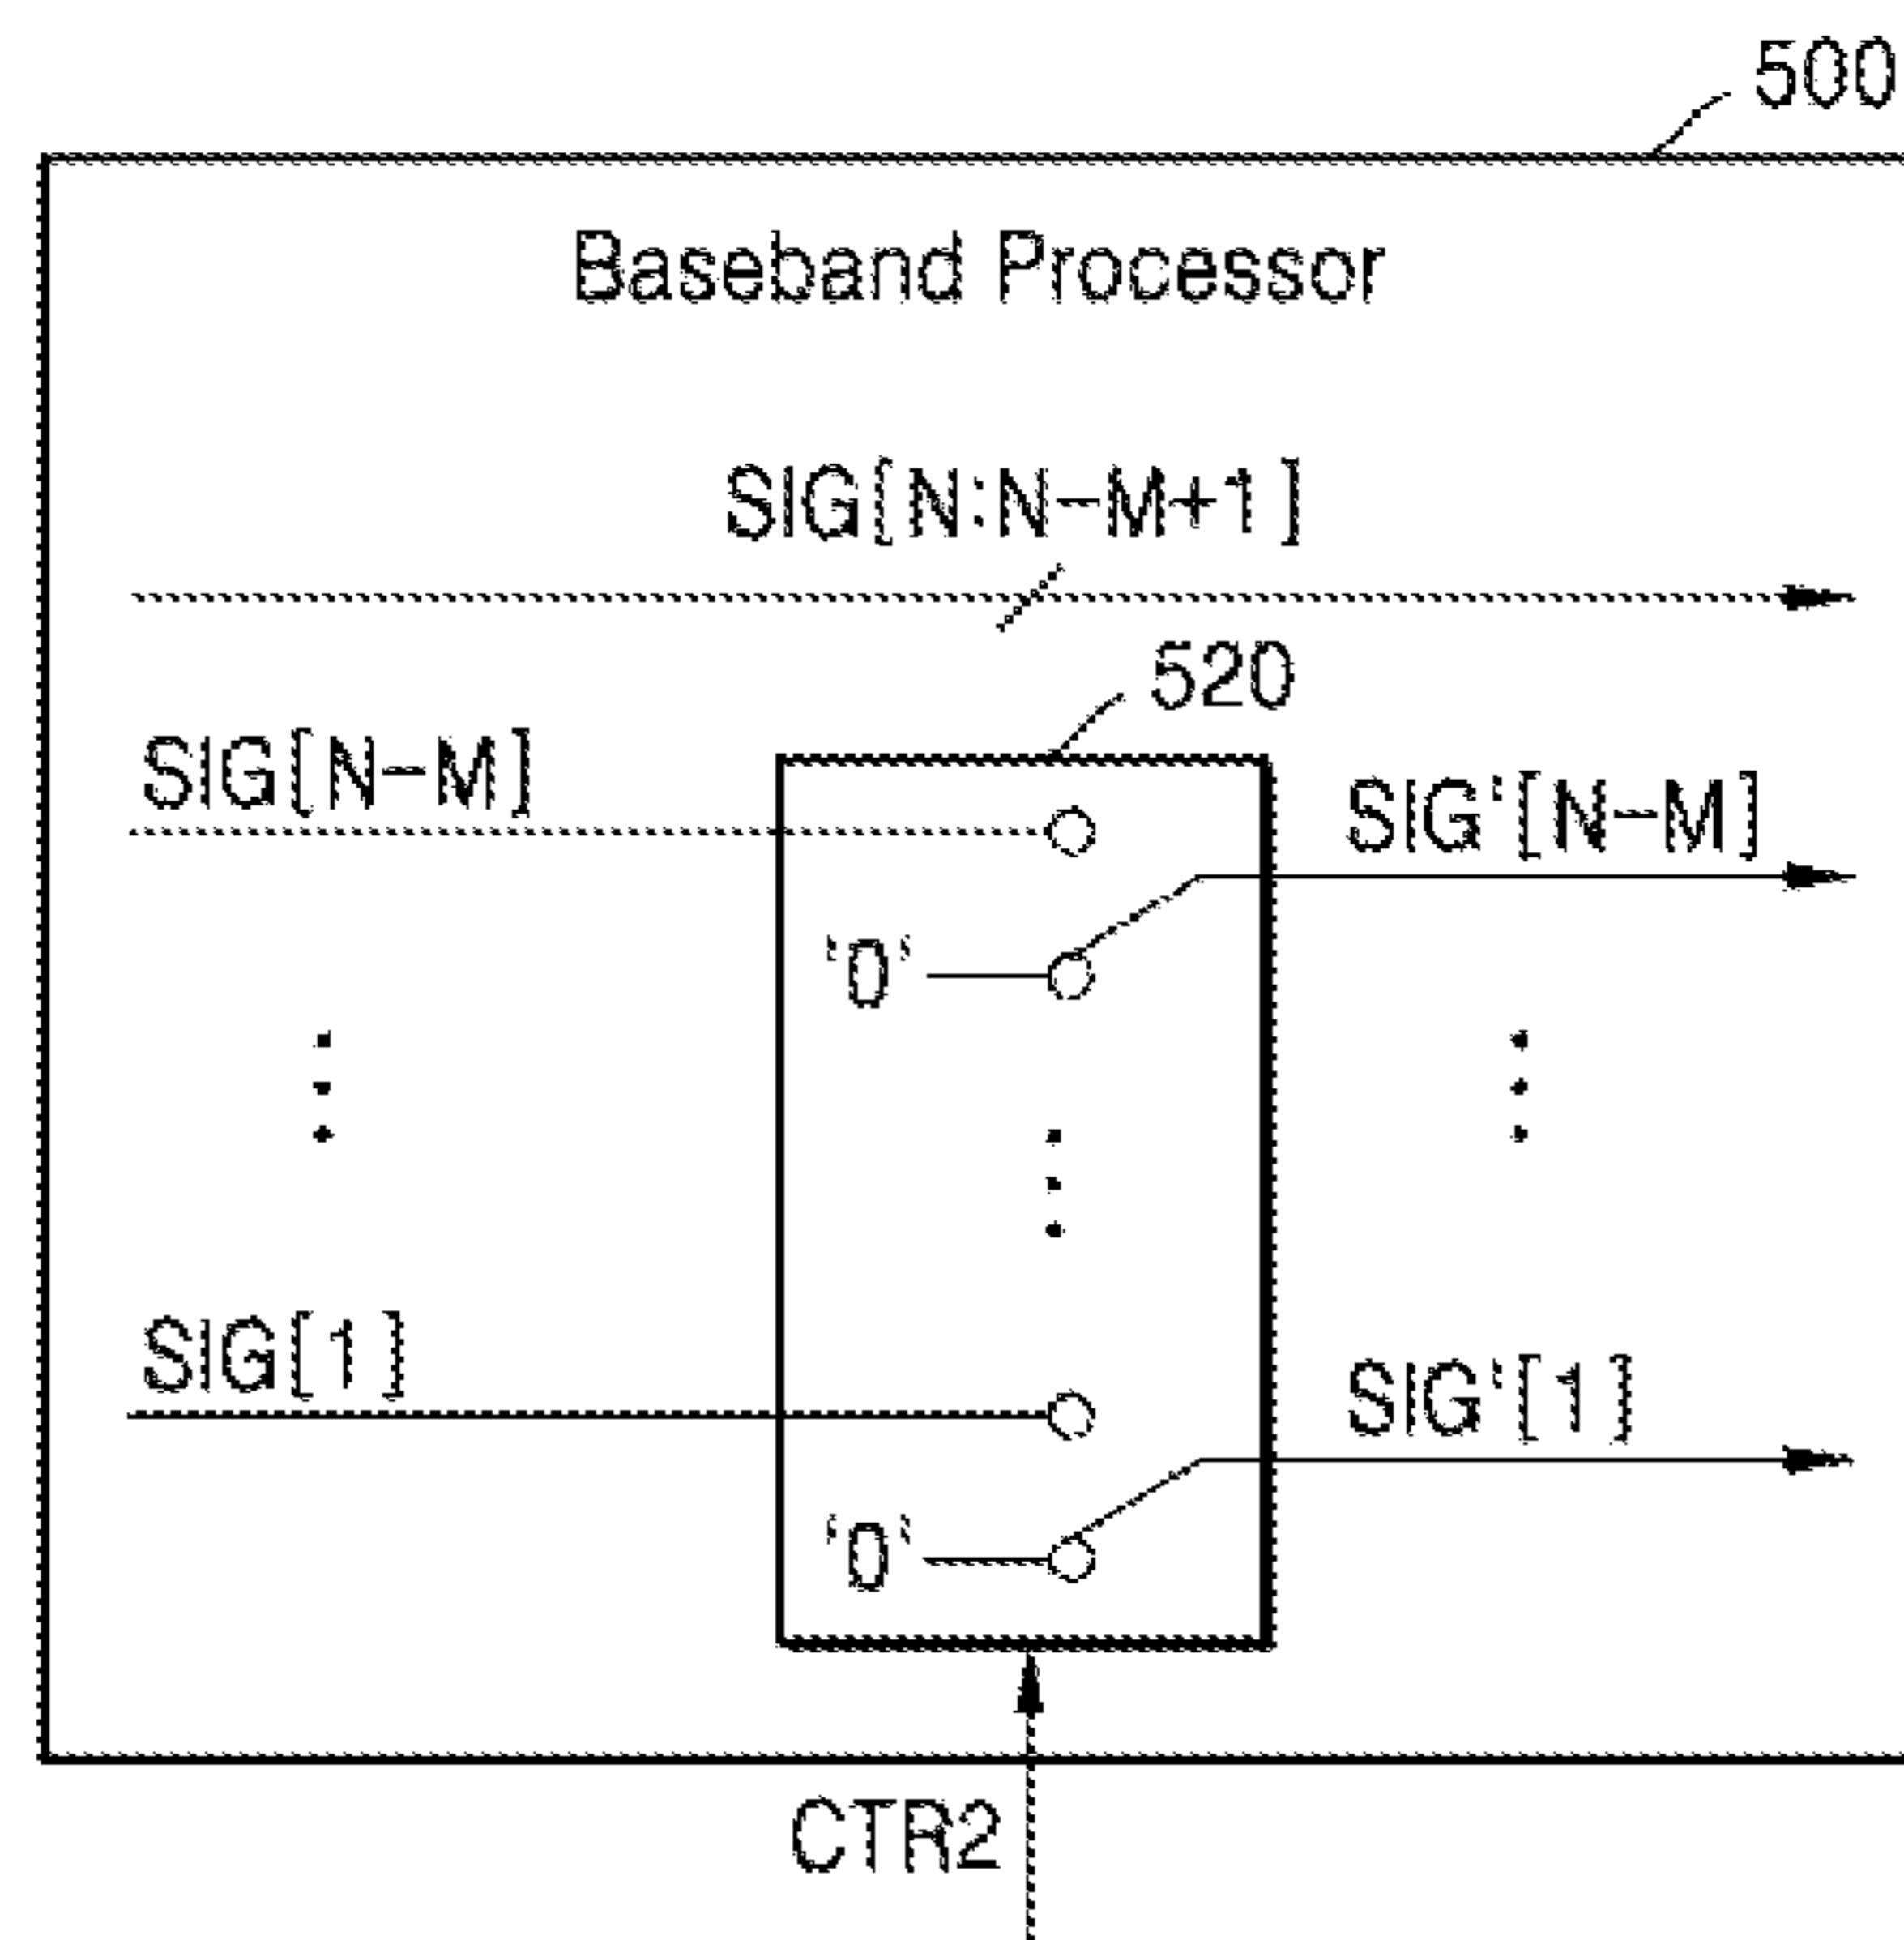 500
Baseband Processor
SIG[N:N-M+1]
520
SIG[N-M]
SIG'[N-M]
'0'
SIG[1]
SIG'[1]
'0'
CTR2